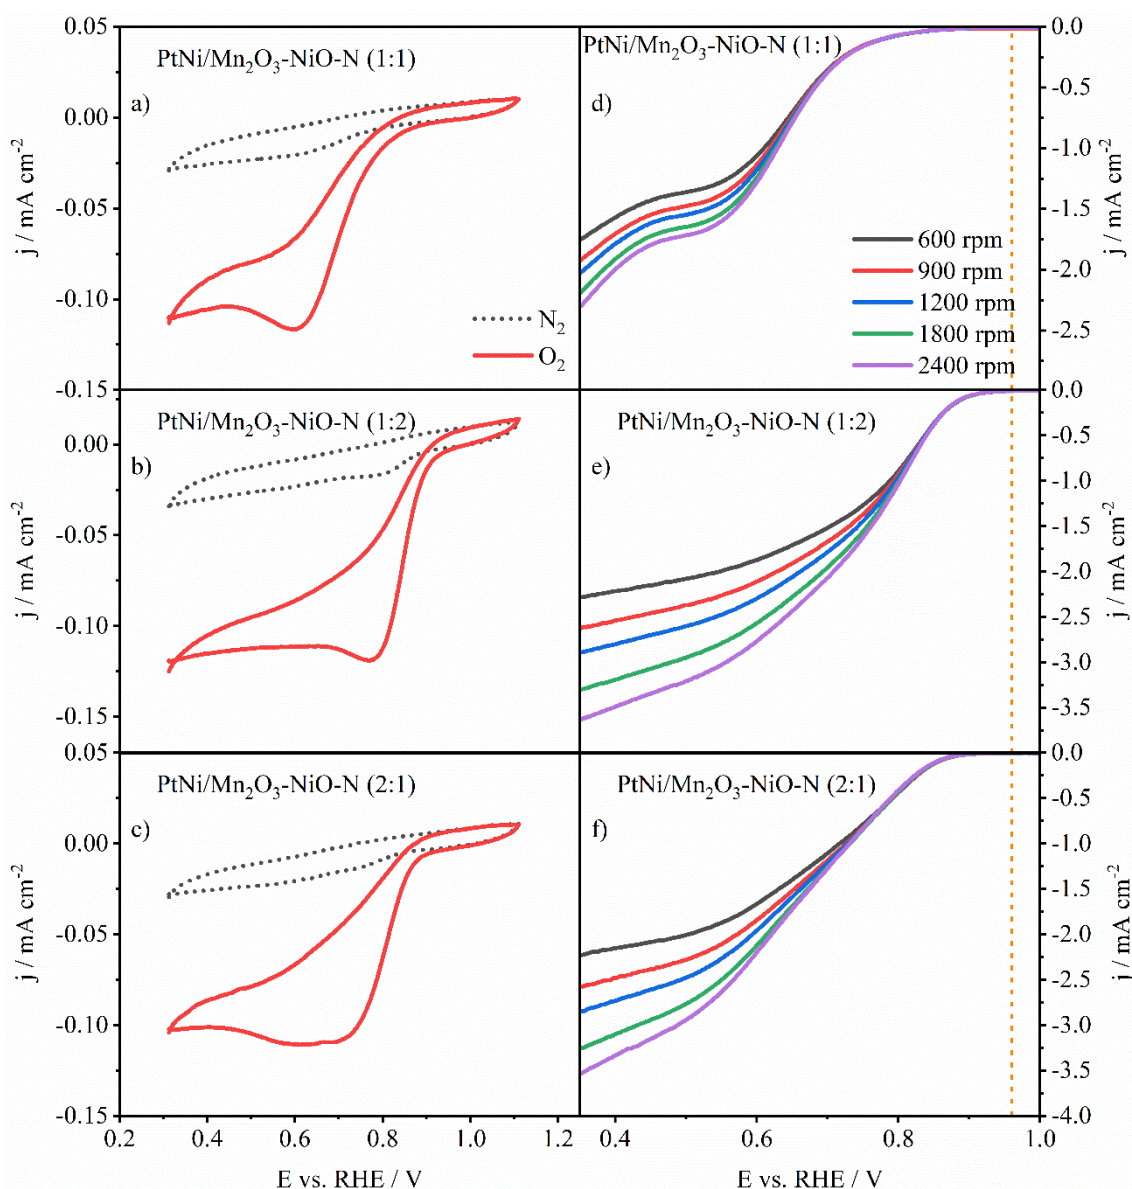 PtNi/Mn₂O₃-NiO-N (1:1)
a)
0.05
0.00
-0.05
-0.10
-0.15
j / mA cm⁻²
N₂
O₂
PtNi/Mn₂O₃-NiO-N (1:1)
d)
0.0
-0.5
-1.0
-1.5
-2.0
-2.5
j / mA cm⁻²
600 rpm
900 rpm
1200 rpm
1800 rpm
2400 rpm
PtNi/Mn₂O₃-NiO-N (1:2)
b)
0.00
-0.05
-0.10
-0.15
j / mA cm⁻²
PtNi/Mn₂O₃-NiO-N (1:2)
e)
0.0
-0.5
-1.0
-1.5
-2.0
-2.5
-3.0
-3.5
j / mA cm⁻²
PtNi/Mn₂O₃-NiO-N (2:1)
c)
0.05
0.00
-0.05
-0.10
-0.15
j / mA cm⁻²
0.2 0.4 0.6 0.8 1.0
E vs. RHE / V
PtNi/Mn₂O₃-NiO-N (2:1)
f)
0.0
-0.5
-1.0
-1.5
-2.0
-2.5
-3.0
-3.5
-4.0
j / mA cm⁻²
0.4 0.6 0.8 1.0
E vs. RHE / V